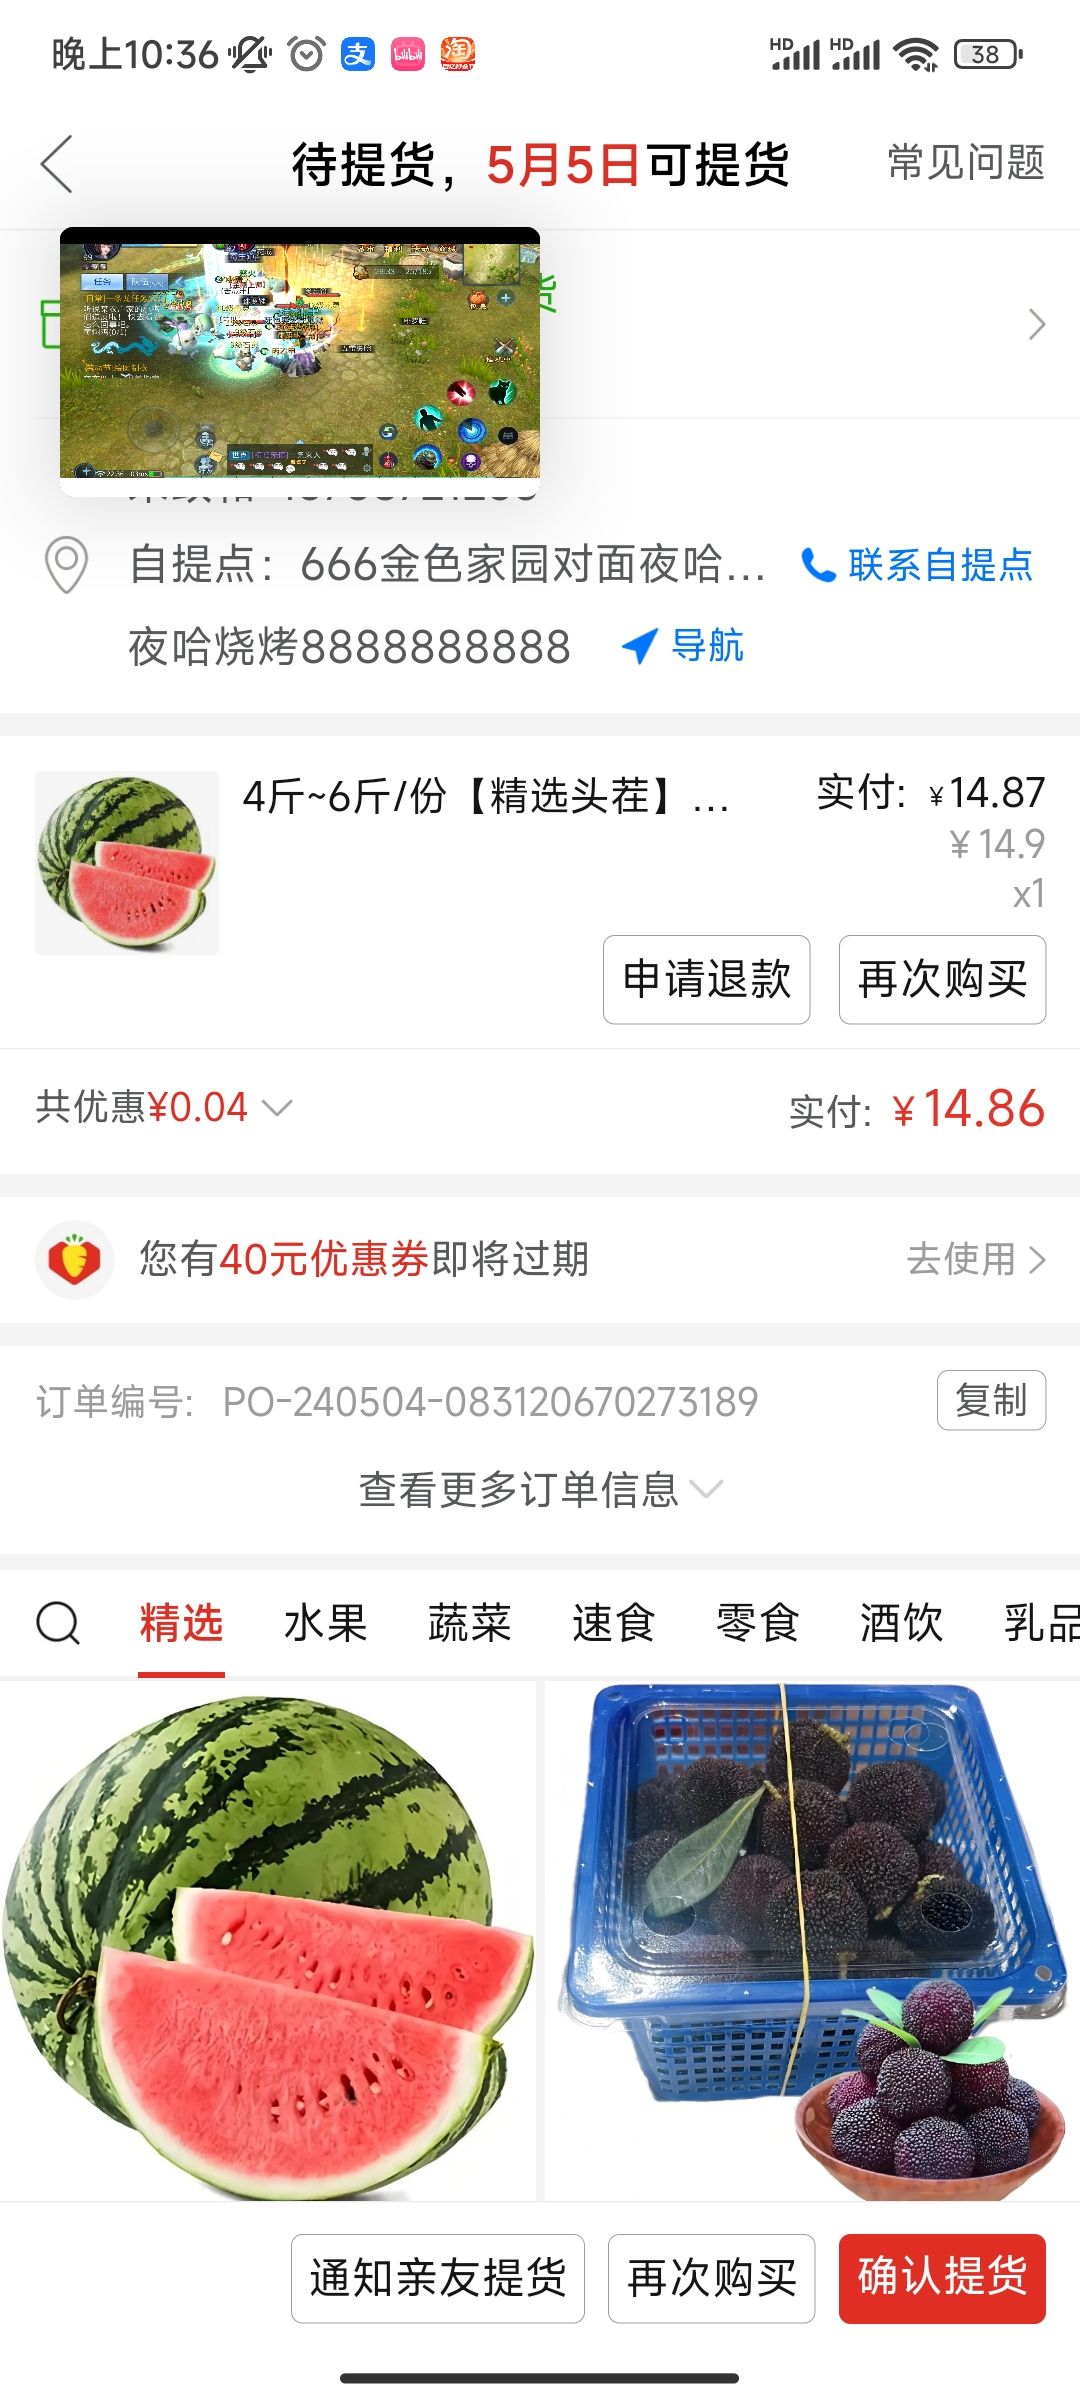 晚上10:36
HD
HD
38
待提货，5月5日可提货
常见问题
货
任务
队伍
自提点：666金色家园对面夜哈...
联系自提点
夜哈烧烤8888888888
导航
4斤~6斤/份【精选头茬】...
实付: ¥14.87
¥14.9
x1
申请退款
再次购买
共优惠¥0.04
实付: ¥14.86
您有40元优惠券即将过期
去使用
订单编号: PO-240504-083120670273189
复制
查看更多订单信息
精选
水果
蔬菜
速食
零食
酒饮
乳品
通知亲友提货
再次购买
确认提货